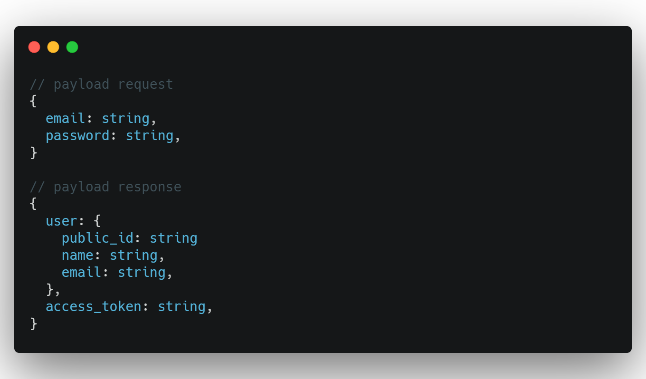 // payload request
{
  email: string,
  password: string,
}

// payload response
{
  user: {
    public_id: string
    name: string,
    email: string,
  },
  access_token: string,
}